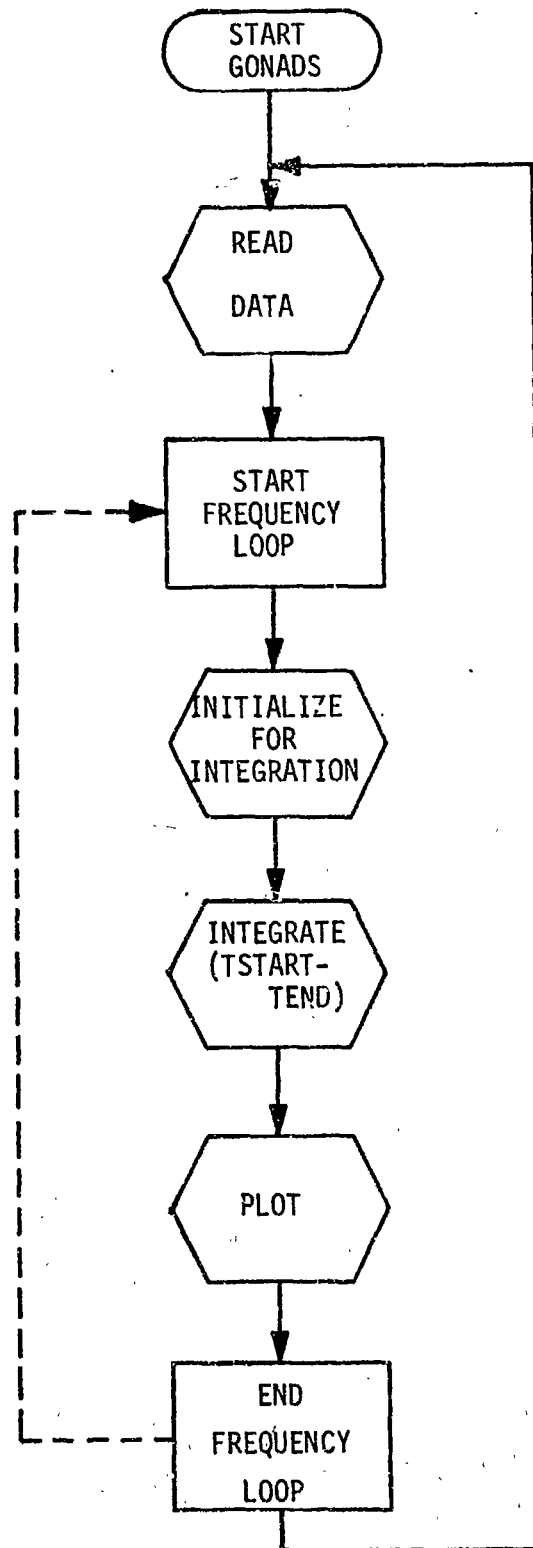 START
GONADS
READ
DATA
START
FREQUENCY
LOOP
INITIALIZE
FOR
INTEGRATION
INTEGRATE
(TSTART-
TEND)
PLOT
END
FREQUENCY
LOOP